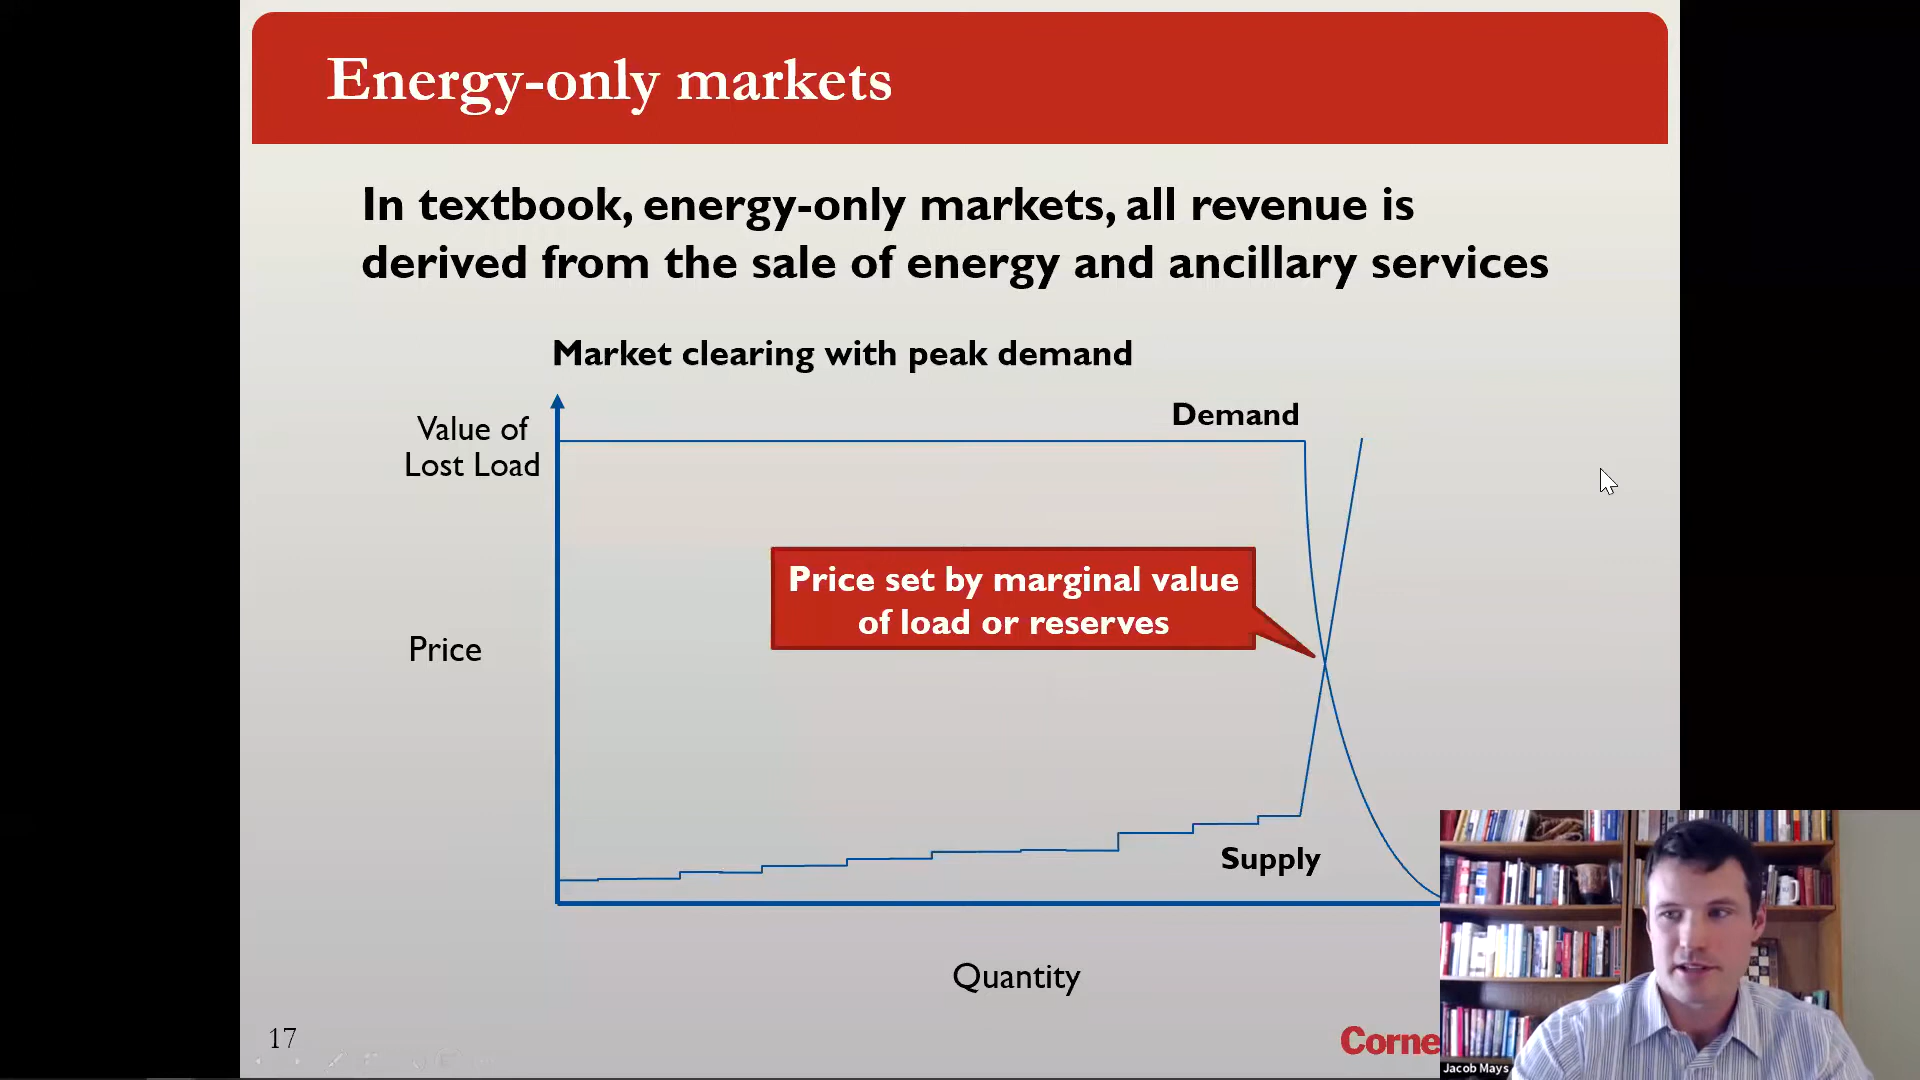 Energy-only markets
In textbook, energy-only markets, all revenue is
derived from the sale of energy and ancillary services
Market clearing with peak demand
Value of
Lost Load
Demand
Price set by marginal value
of load or reserves
Price
Supply
Quantity
17
Corne
Jacob Mays